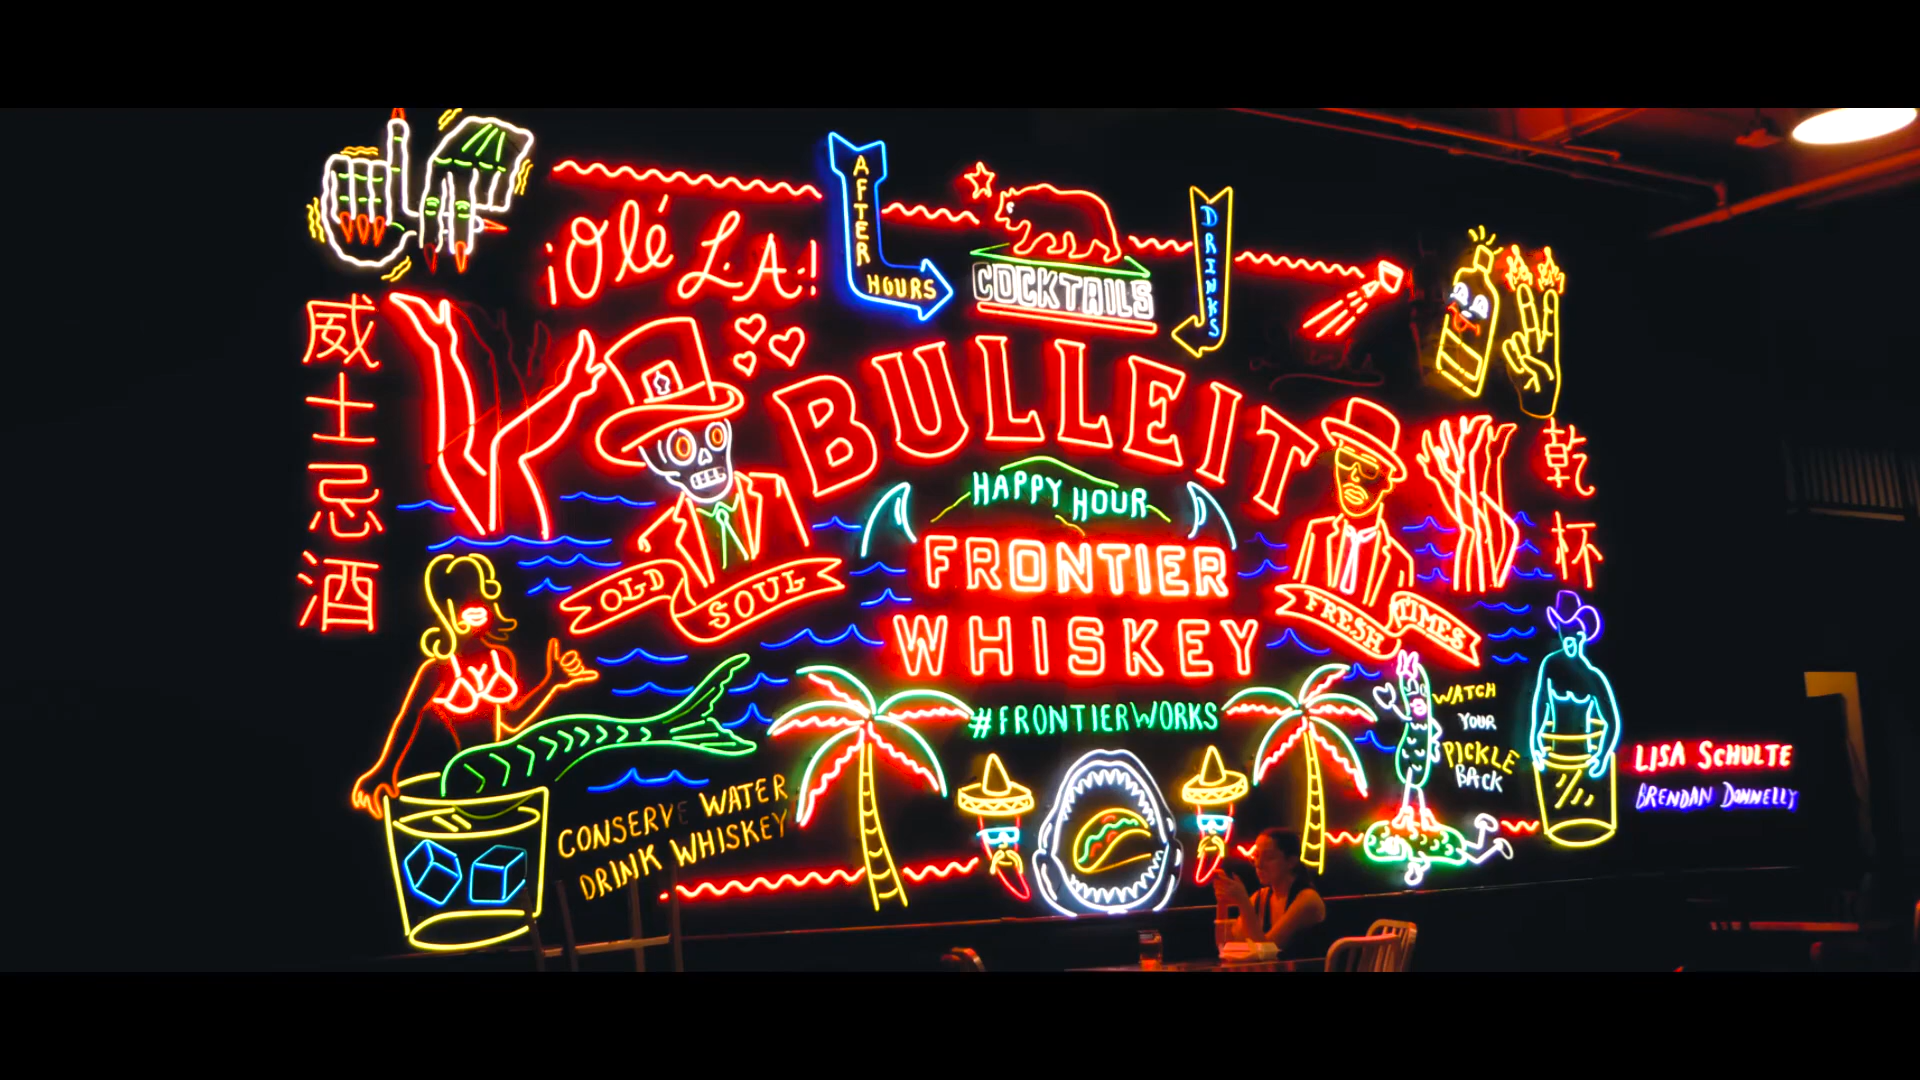 ¡Olé L.A.!
AFTER
HOURS
COCKTAILS
DRINKS
威士忌酒
BULLEIT
HAPPY HOUR
FRONTIER
WHISKEY
#FRONTIERWORKS
OLD SOUL
FRESH TIMES
乾杯
CONSERVE WATER
DRINK WHISKEY
WATCH
YOUR
PICKLE
BACK
LISA SCHULTE
BRENDAN DONNELLY